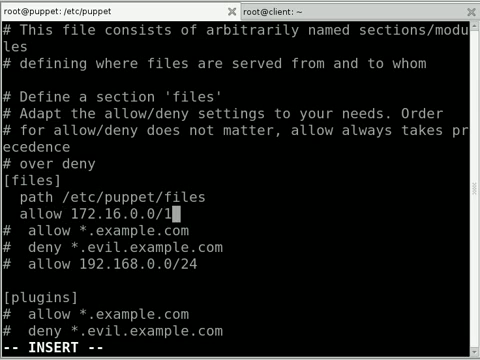 root@puppet: /etc/puppet
root@client: ~
# This file consists of arbitrarily named sections/modu
les
# defining where files are served from and to whom
# Define a section 'files'
# Adapt the allow/deny settings to your needs. Order
# for allow/deny does not matter, allow always takes pr
ecedence
# over deny
[files]
  path /etc/puppet/files
  allow 172.16.0.0/1
#  allow *.example.com
#  deny *.evil.example.com
#  allow 192.168.0.0/24
[plugins]
#  allow *.example.com
#  deny *.evil.example.com
-- INSERT --